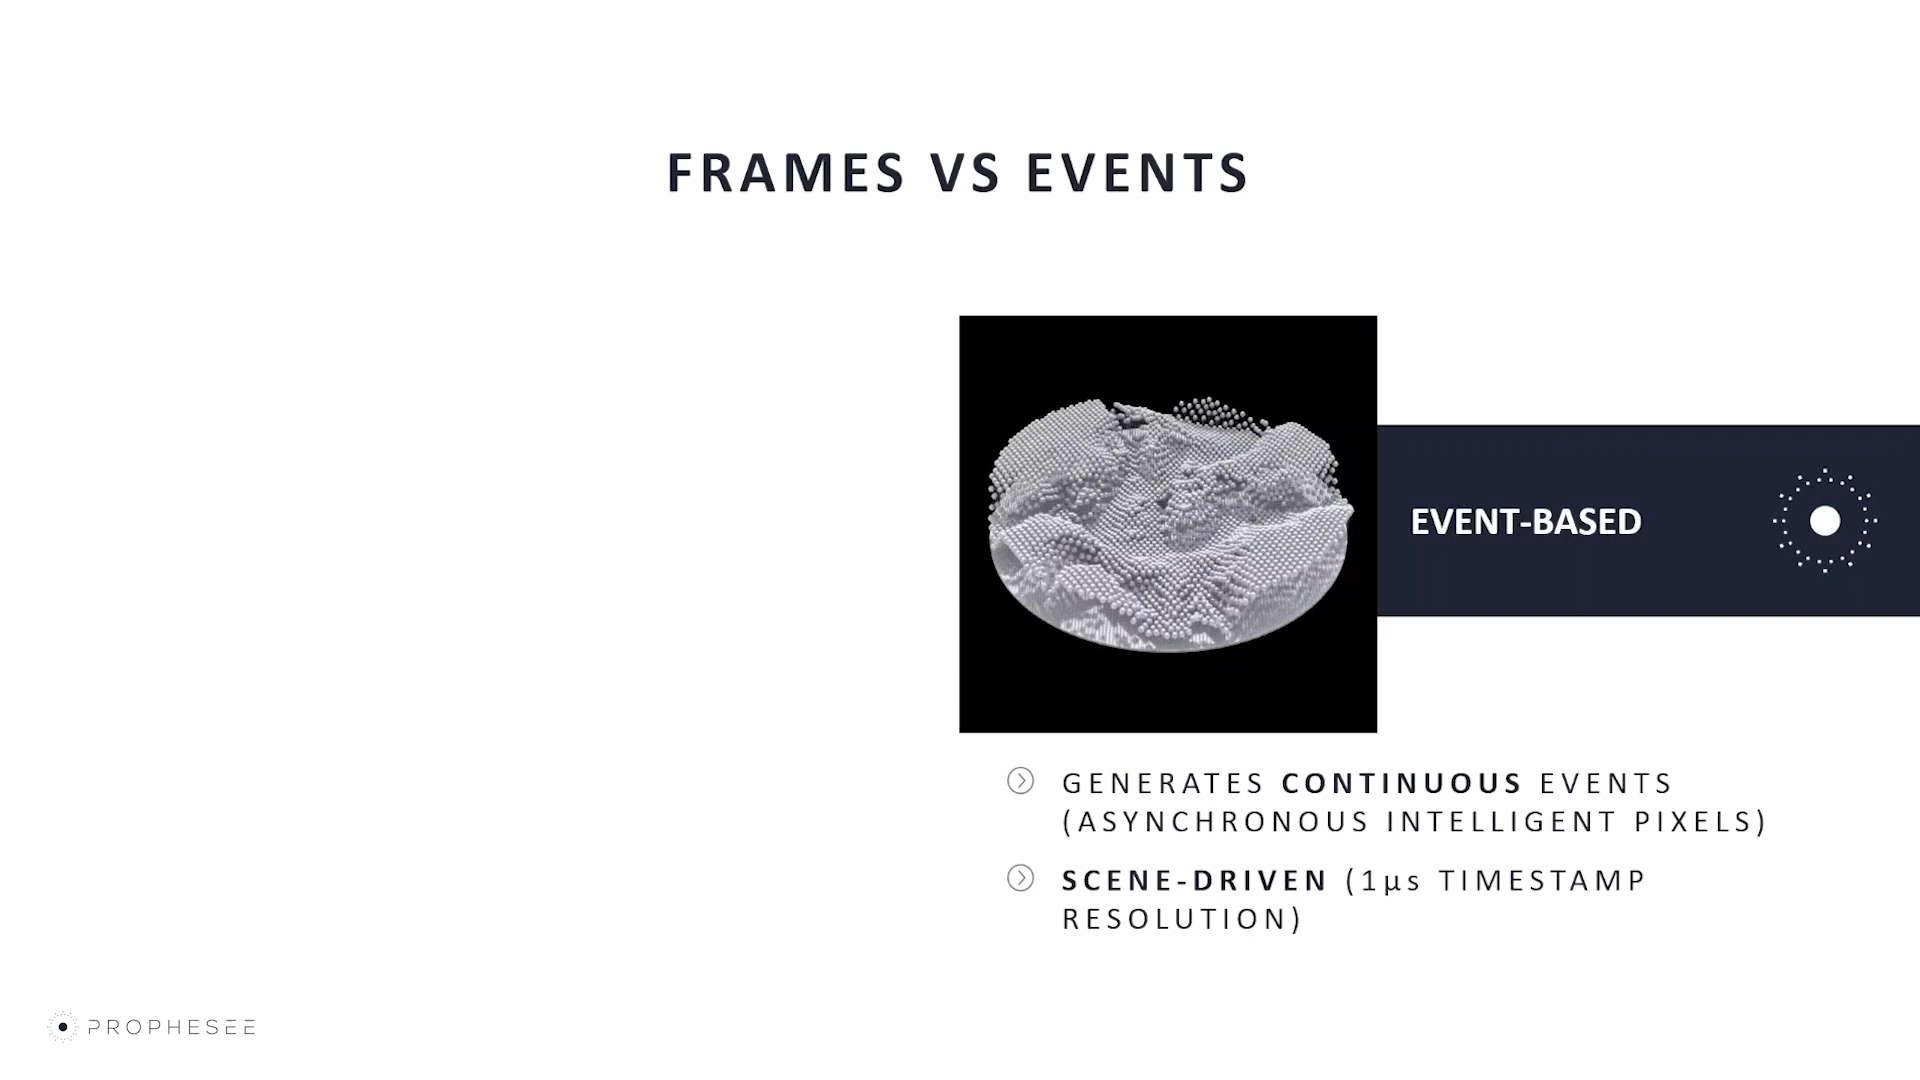 FRAMES VS EVENTS
EVENT-BASED
GENERATES CONTINUOUS EVENTS
(ASYNCHRONOUS INTELLIGENT PIXELS)
SCENE-DRIVEN (1µs TIMESTAMP
RESOLUTION)
PROPHESEE